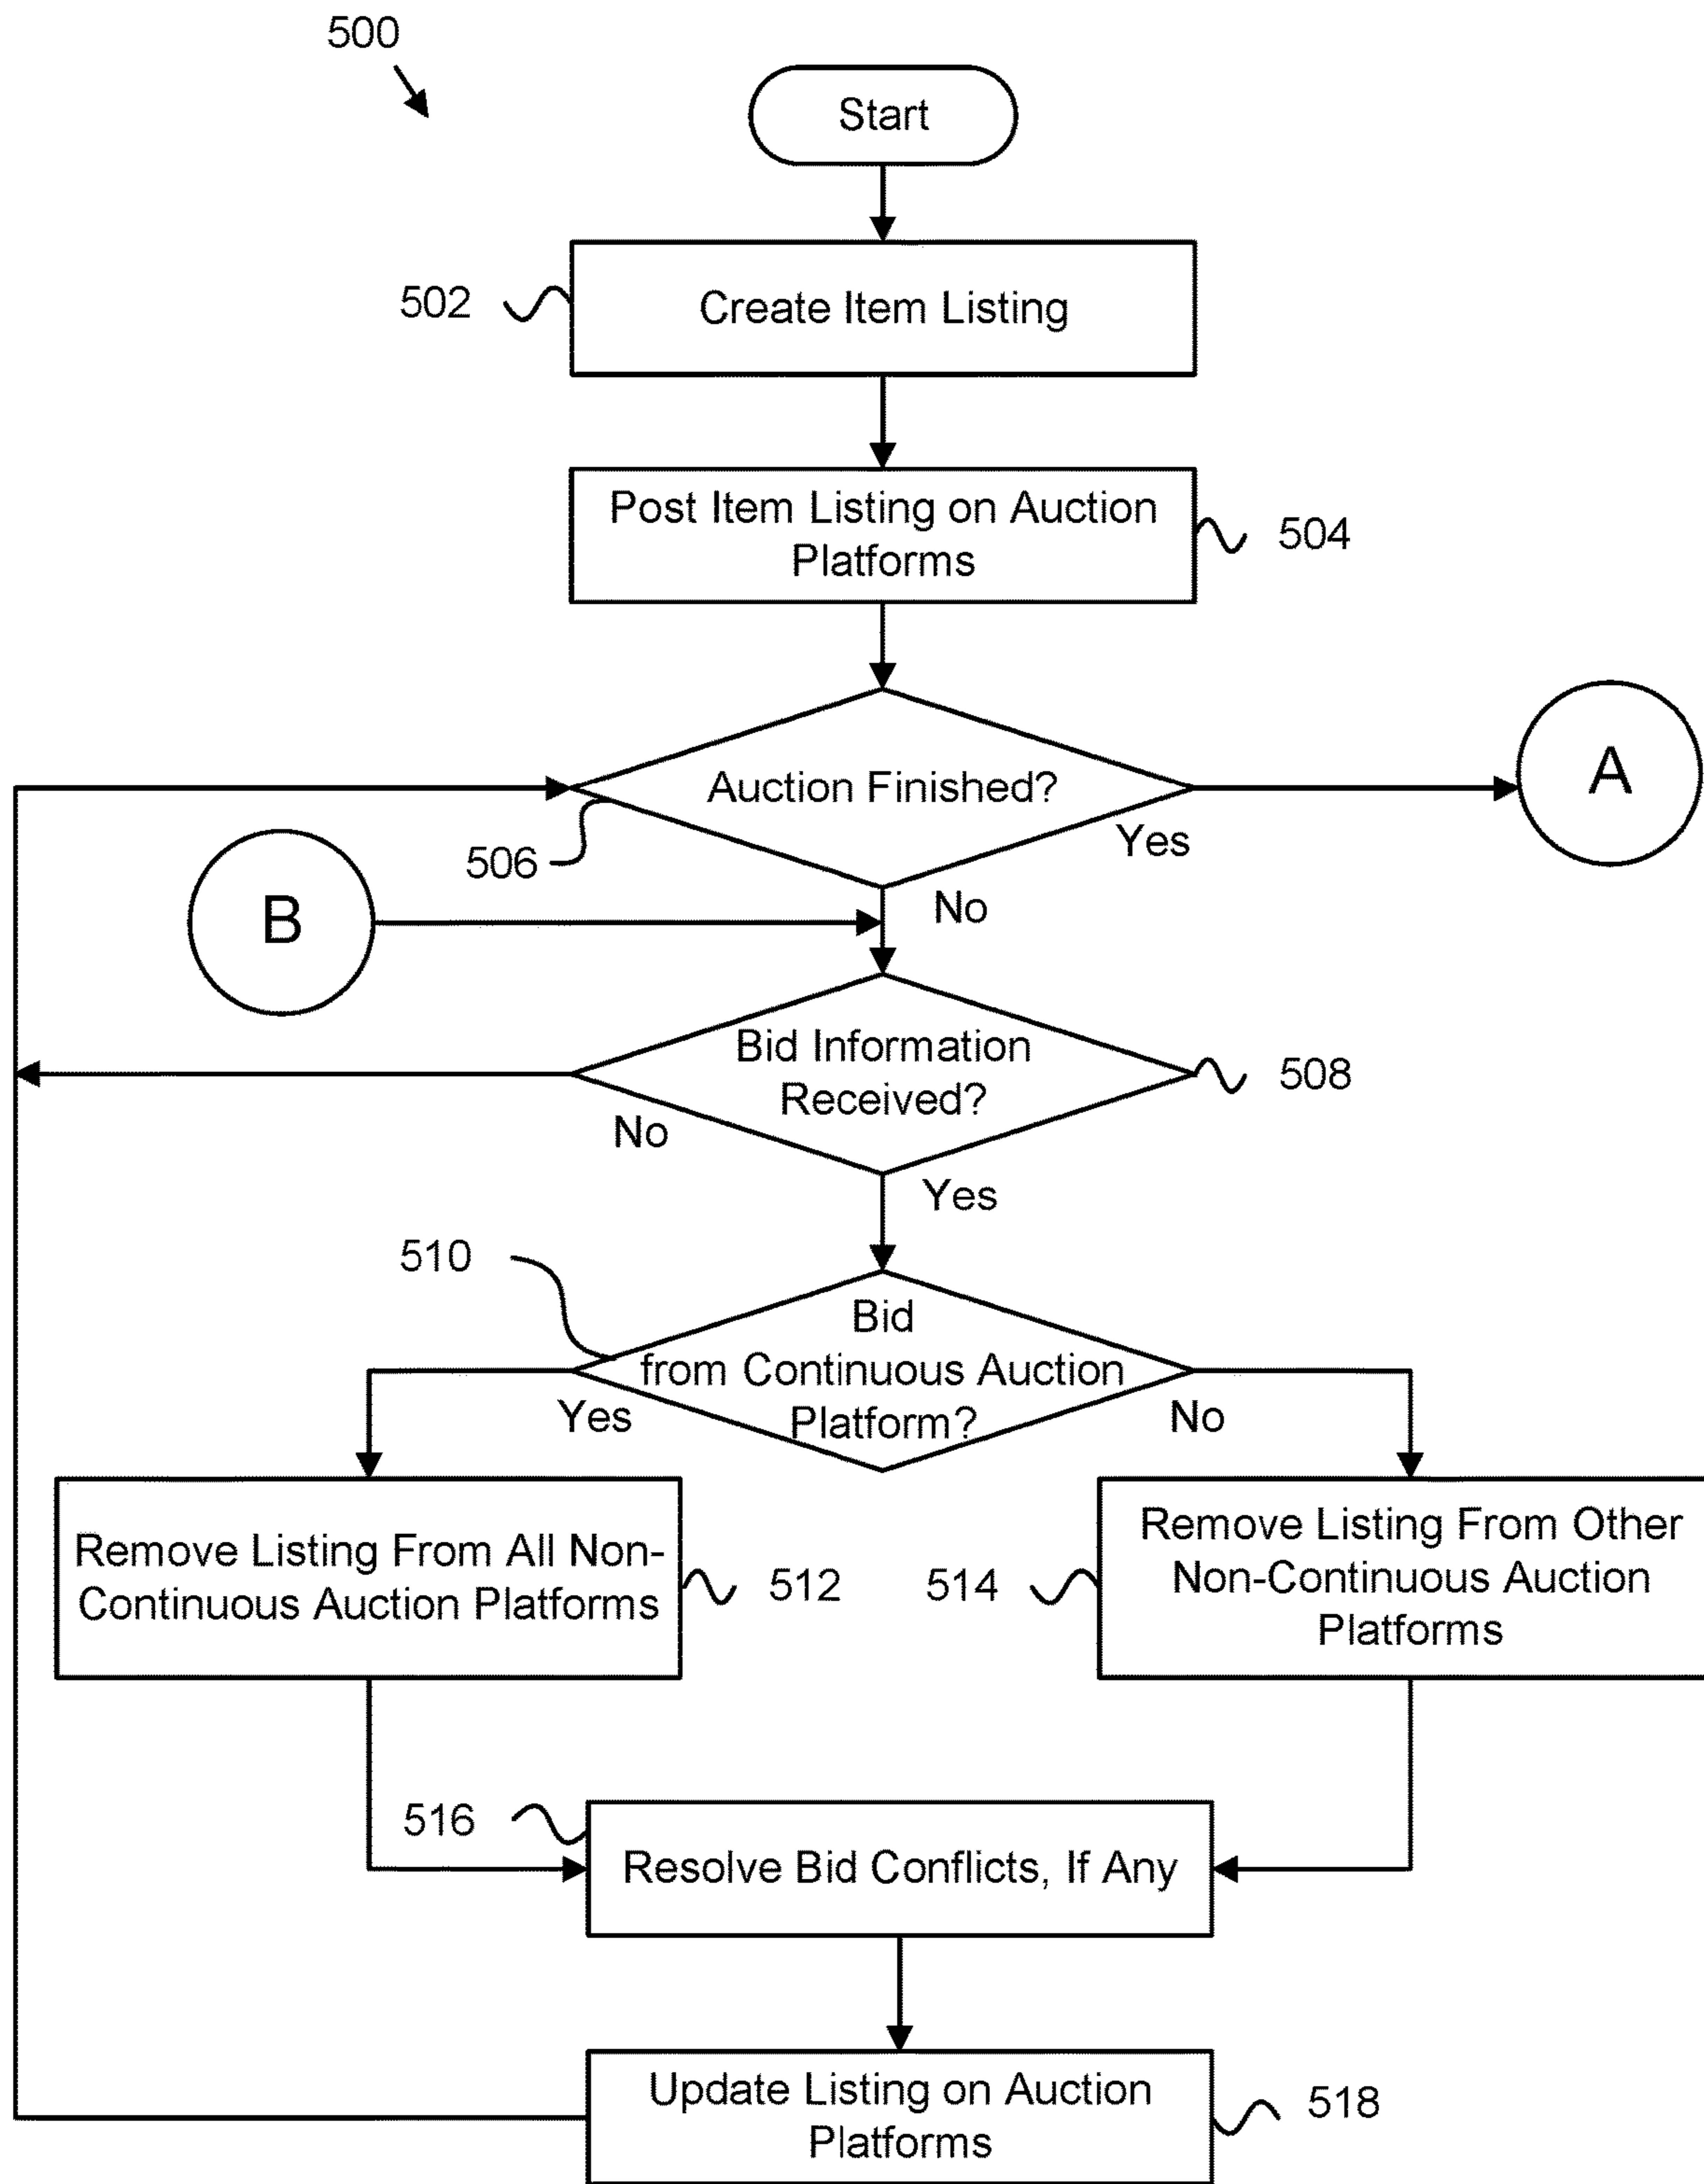 500
Start
502
Create Item Listing
Post Item Listing on Auction
Platforms
504
Auction Finished?
A
Yes
506
B
No
Bid Information
Received?
508
No
Yes
510
Bid
from Continuous Auction
Platform?
Yes
No
Remove Listing From All Non-
Continuous Auction Platforms
512
514
Remove Listing From Other
Non-Continuous Auction
Platforms
516
Resolve Bid Conflicts, If Any
Update Listing on Auction
Platforms
518